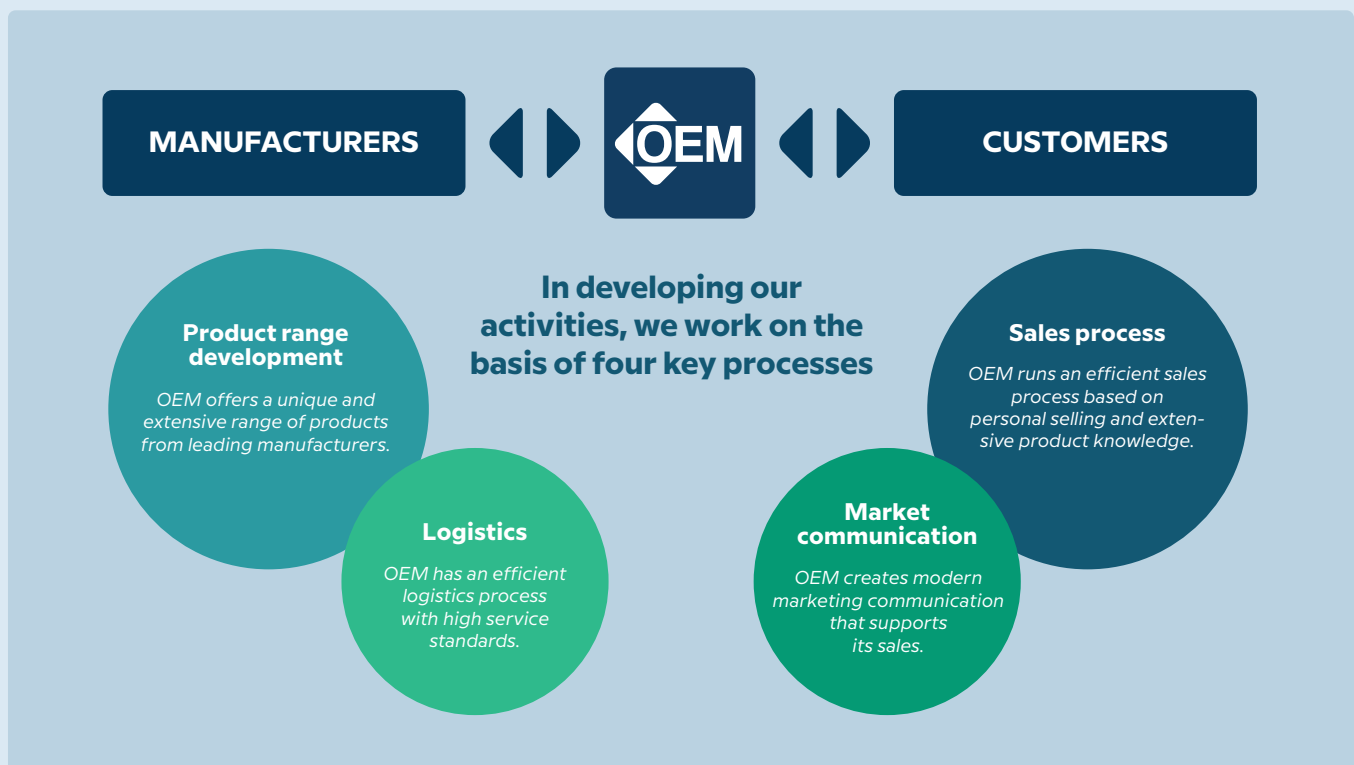 MANUFACTURERS
OEM
CUSTOMERS
In developing our
activities, we work on the
basis of four key processes
Product range
development
OEM offers a unique and
extensive range of products
from leading manufacturers.
Sales process
OEM runs an efficient sales
process based on
personal selling and exten-
sive product knowledge.
Logistics
OEM has an efficient
logistics process
with high service
standards.
Market
communication
OEM creates modern
marketing communication
that supports
its sales.